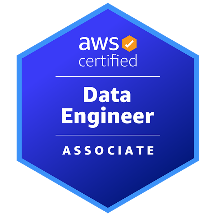 aws
certified
Data
Engineer
ASSOCIATE